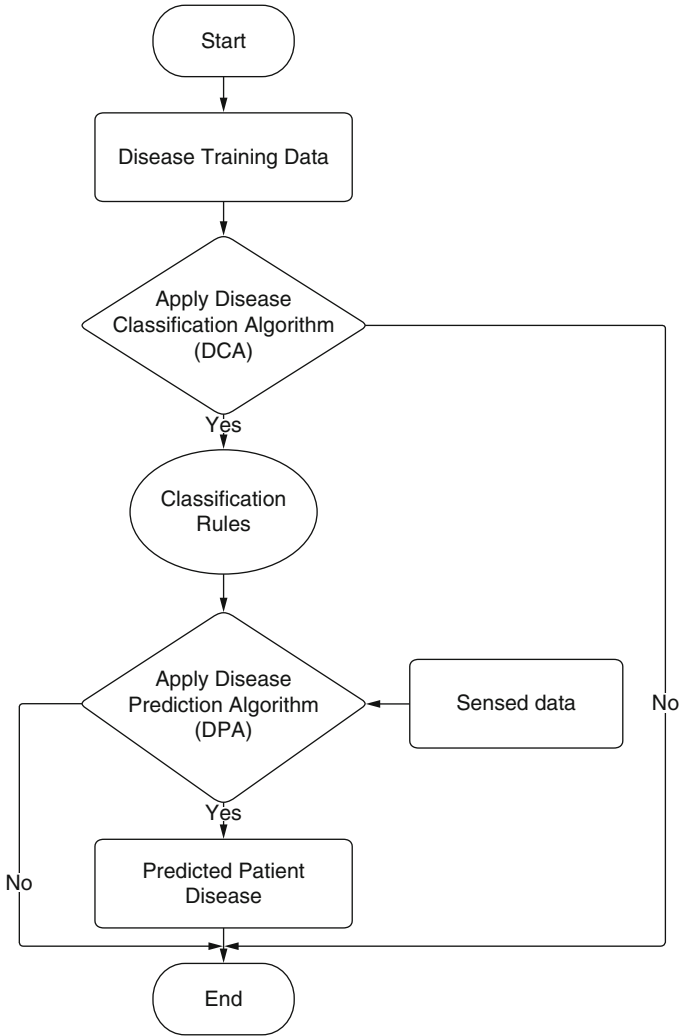 Start
Disease Training Data
Apply Disease
Classification Algorithm
(DCA)
Yes
Classification
Rules
Apply Disease
Prediction Algorithm
(DPA)
Sensed data
No
Yes
Predicted Patient
Disease
No
End